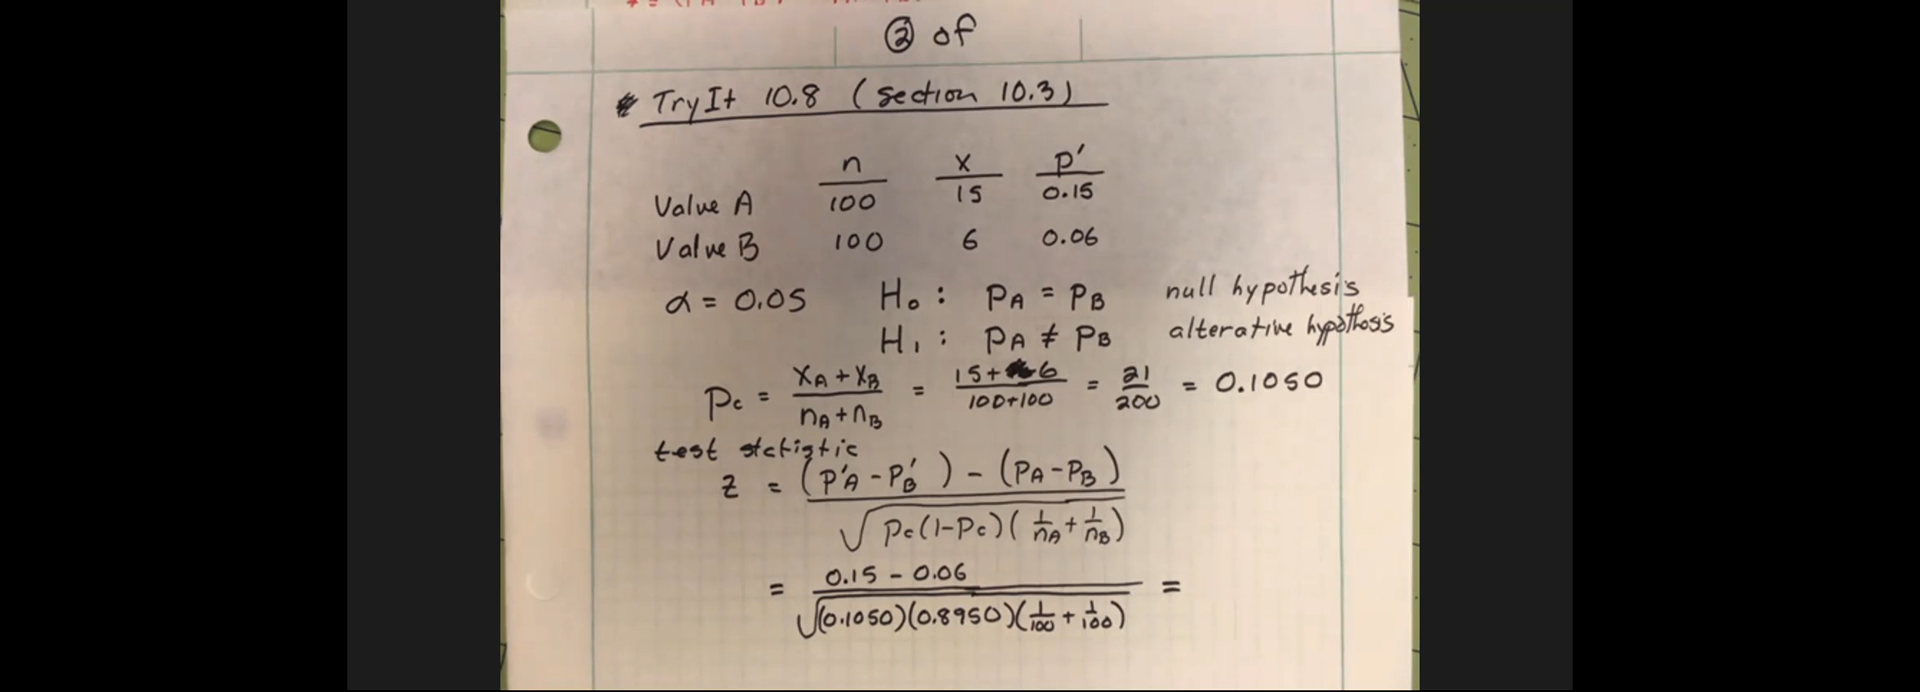 ② of
TryIt 10.8 (section 10.3)
n x p′
Value A 100 15 0.15
Value B 100 6 0.06
α = 0.05 H₀ : pA = pB null hypothesis
H₁ : pA ≠ pB alterative hypothosis
pc = (xA + xB)/(nA + nB) = (15+6)/(100+100) = 21/200 = 0.1050
test statistic
z = ((p′A - p′B) - (pA - pB))/√(pc(1-pc)(1/nA + 1/nB))
= (0.15 - 0.06)/√((0.1050)(0.8950)(1/100 + 1/100)) =